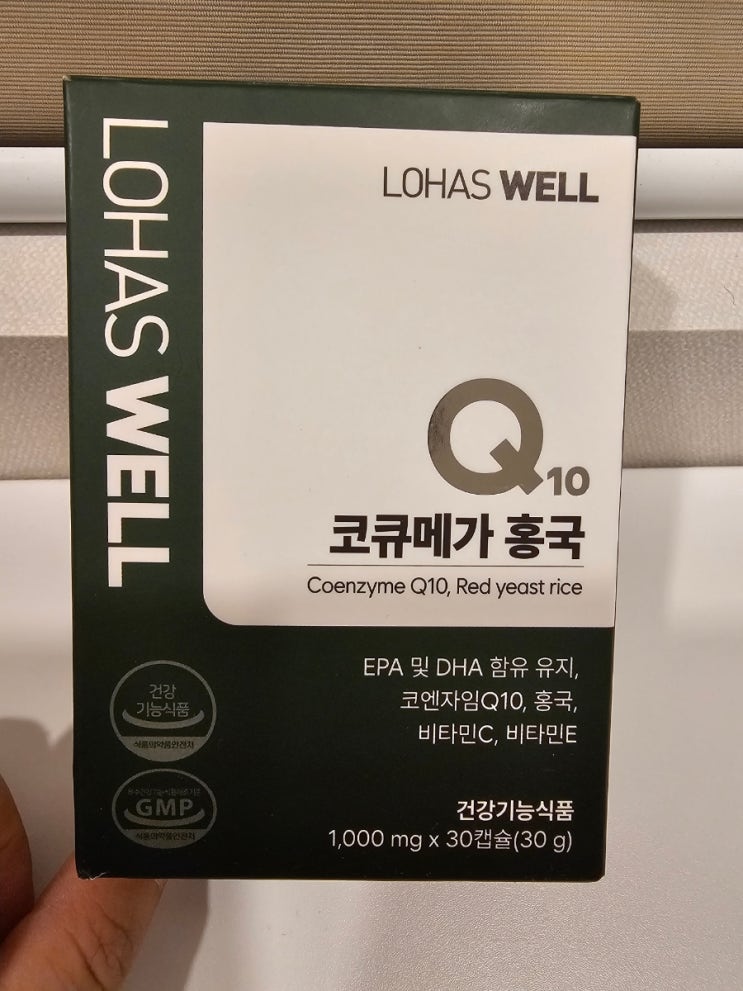 LOHAS WELL
LOHAS WELL
Q10
코큐메가 홍국
Coenzyme Q10, Red yeast rice
EPA 및 DHA 함유 유지,
코엔자임Q10, 홍국,
비타민C, 비타민E
건강
기능식품
식품의약품안전처
GMP
식품의약품안전처
건강기능식품
1,000 mg x 30캡슐(30 g)